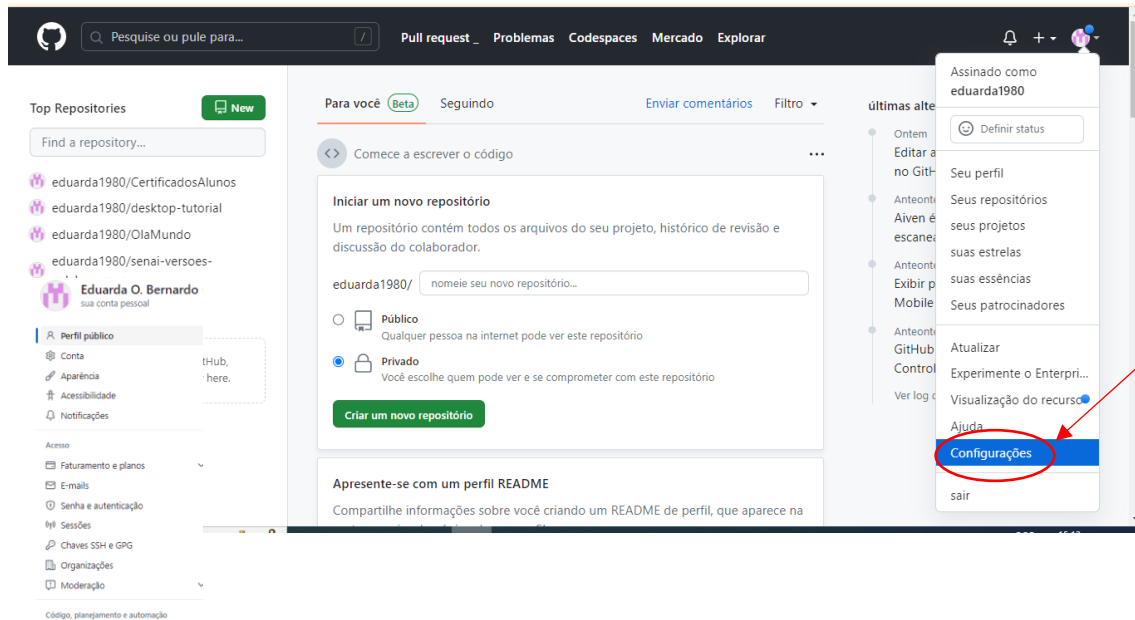 Pesquise ou pule para...
/
Pull request _ Problemas Codespaces Mercado Explorar
Top Repositories
New
Find a repository...
eduarda1980/CertificadosAlunos
eduarda1980/desktop-tutorial
eduarda1980/OlaMundo
eduarda1980/senai-versoes-
Eduarda O. Bernardo
sua conta pessoal
Perfil público
Conta
Aparência
Acessibilidade
Notificações
Acesso
Faturamento e planos
E-mails
Senha e autenticação
Sessões
Chaves SSH e GPG
Organizações
Moderação
Código, planejamento e automação
tHub,
here.
Para você Beta Seguindo Enviar comentários Filtro
Comece a escrever o código
Iniciar um novo repositório
Um repositório contém todos os arquivos do seu projeto, histórico de revisão e
discussão do colaborador.
eduarda1980/ nomeie seu novo repositório...
Público
Qualquer pessoa na internet pode ver este repositório
Privado
Você escolhe quem pode ver e se comprometer com este repositório
Criar um novo repositório
Apresente-se com um perfil README
Compartilhe informações sobre você criando um README de perfil, que aparece na
últimas alte
Ontem
Editar a
no GitH
Anteonte
Aiven é
escanea
Anteonte
Exibir p
Mobile
Anteonte
GitHub
Control
Ver log d
Assinado como
eduarda1980
Definir status
Seu perfil
Seus repositórios
seus projetos
suas estrelas
suas essências
Seus patrocinadores
Atualizar
Experimente o Enterpri...
Visualização do recurso
Ajuda
Configurações
sair